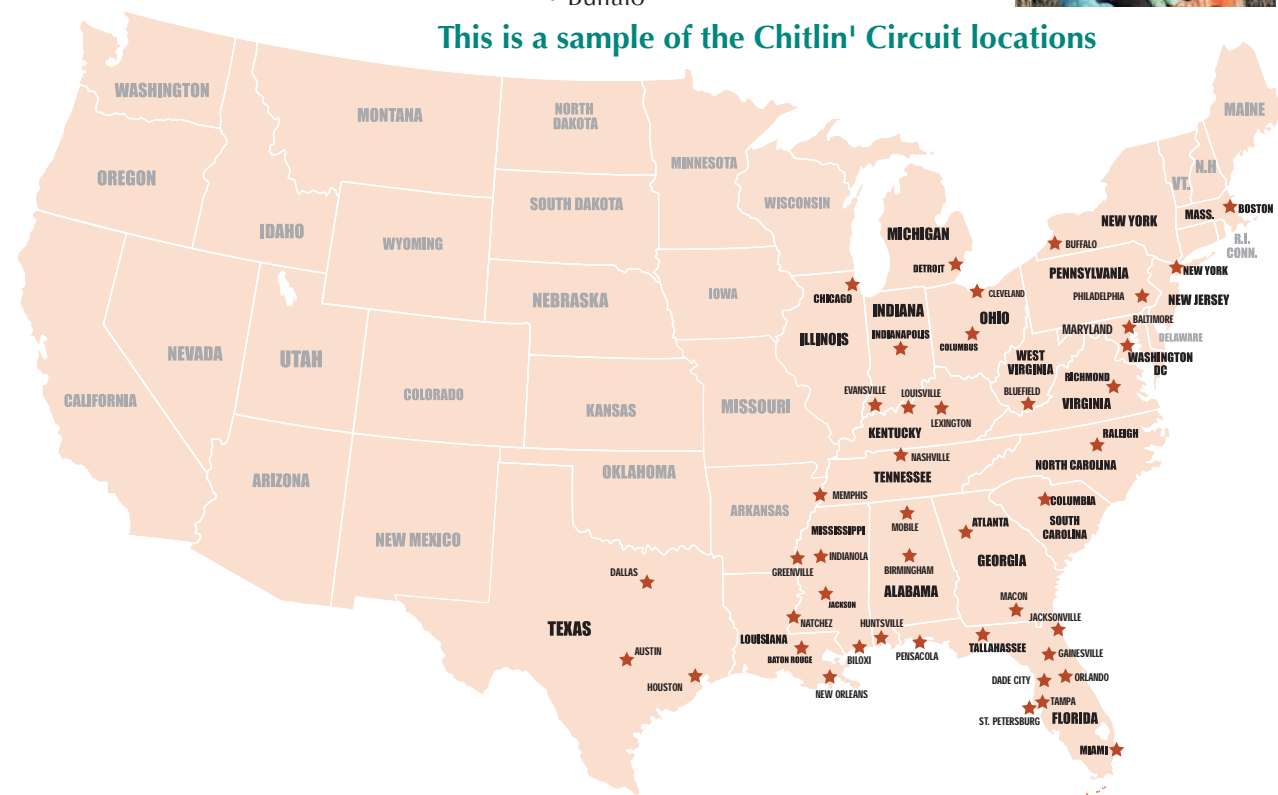 • Buffalo
This is a sample of the Chitlin' Circuit locations
WASHINGTON
MONTANA
NORTH
DAKOTA
MAINE
MINNESOTA
OREGON
N.H
VT.
SOUTH DAKOTA
WISCONSIN
IDAHO
MICHIGAN
NEW YORK
MASS.
BOSTON
WYOMING
BUFFALO
R.I.
CONN.
DETROIT
PENNSYLVANIA
NEW YORK
NEBRASKA
IOWA
CHICAGO
CLEVELAND
PHILADELPHIA
NEW JERSEY
INDIANA
OHIO
BALTIMORE
ILLINOIS
INDIANAPOLIS
COLUMBUS
MARYLAND
DELAWARE
NEVADA
UTAH
WEST
VIRGINIA
WASHINGTON
DC
RICHMOND
CALIFORNIA
COLORADO
KANSAS
MISSOURI
EVANSVILLE
LOUISVILLE
LEXINGTON
BLUEFIELD
VIRGINIA
KENTUCKY
RALEIGH
ARIZONA
OKLAHOMA
NASHVILLE
TENNESSEE
NORTH CAROLINA
MEMPHIS
COLUMBIA
ARKANSAS
NEW MEXICO
MISSISSIPPI
MOBILE
ATLANTA
SOUTH
CAROLINA
DALLAS
GREENVILLE
INDIANOLA
BIRMINGHAM
GEORGIA
ALABAMA
JACKSON
MACON
TEXAS
NATCHEZ
HUNTSVILLE
JACKSONVILLE
LOUISIANA
AUSTIN
BATON ROUGE
BILOXI
PENSACOLA
TALLAHASSEE
GAINESVILLE
HOUSTON
NEW ORLEANS
DADE CITY
ORLANDO
TAMPA
ST. PETERSBURG
FLORIDA
MIAMI